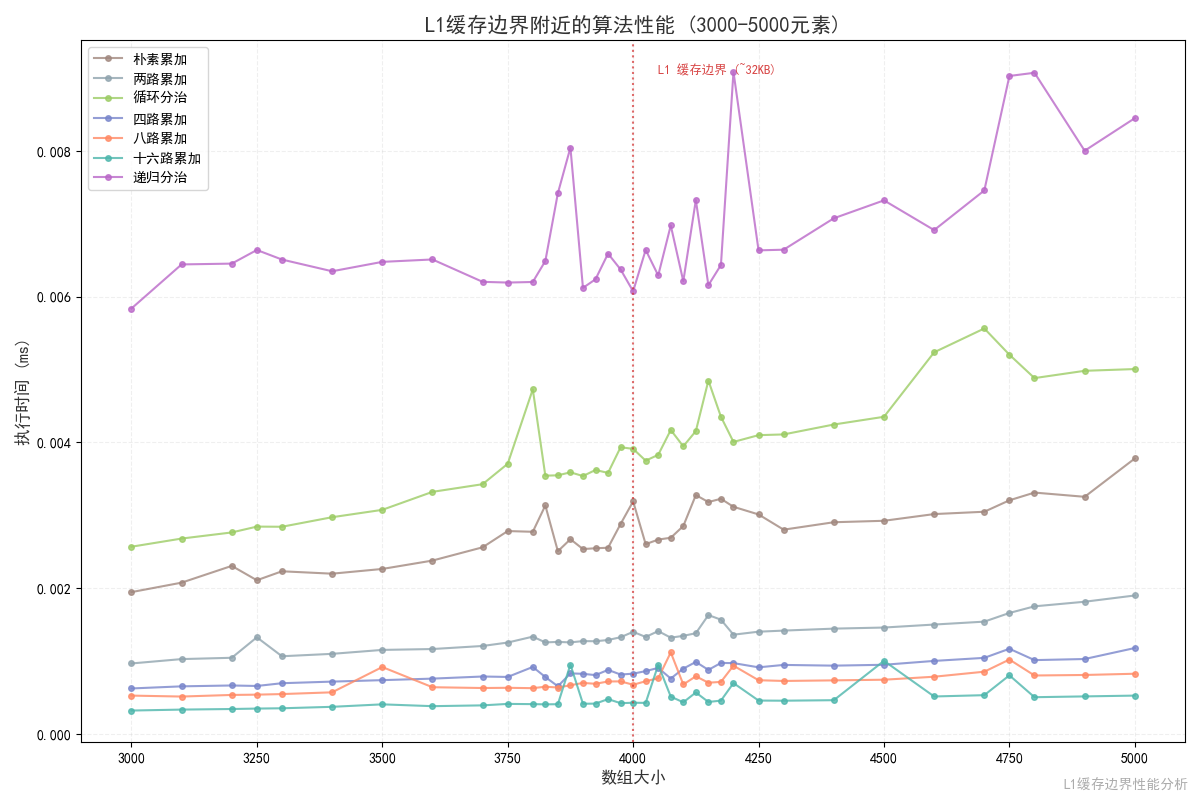 L1缓存边界附近的算法性能 (3000-5000元素)
朴素累加
两路累加
循环分治
四路累加
八路累加
十六路累加
递归分治
L1 缓存边界 (~32KB)
执行时间 (ms)
0.008
0.006
0.004
0.002
0.000
3000 3250 3500 3750 4000 4250 4500 4750 5000
数组大小
L1缓存边界性能分析